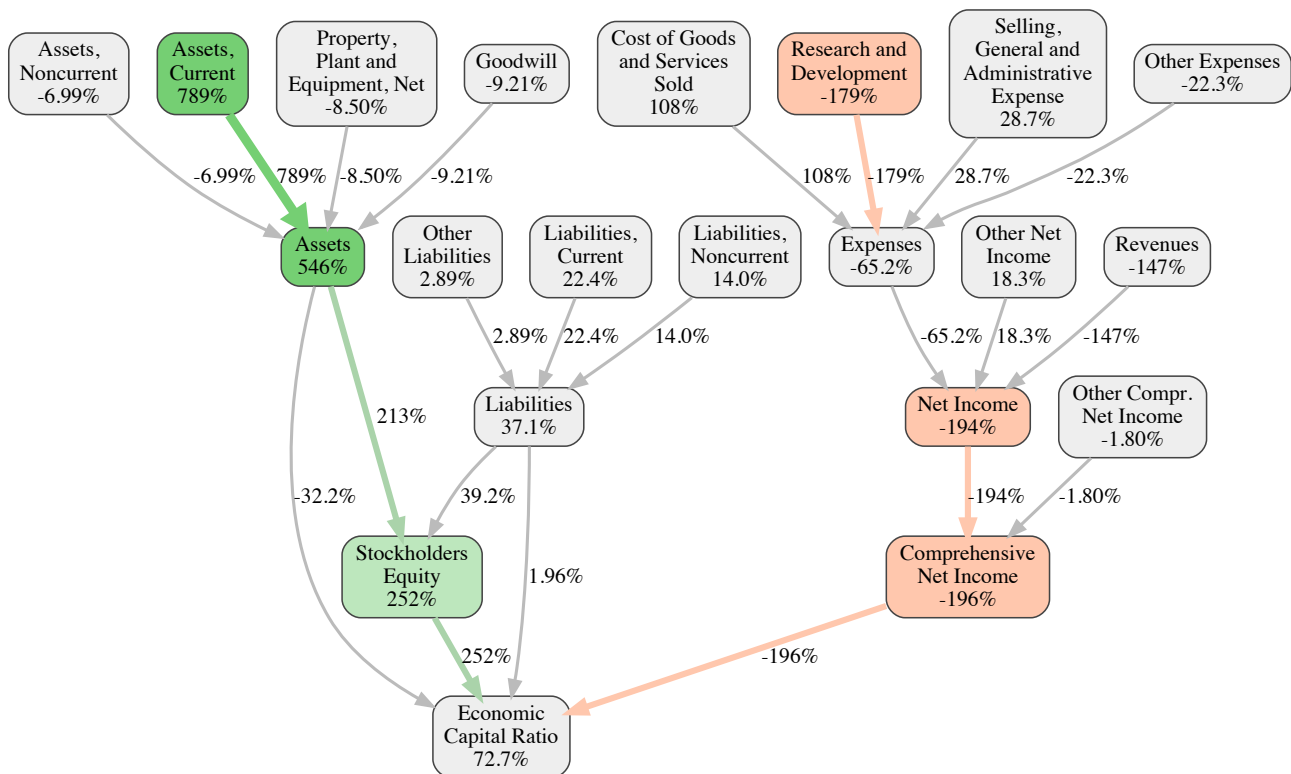 Assets,
Noncurrent
-6.99%
Assets,
Current
789%
Property,
Plant and
Equipment, Net
-8.50%
Goodwill
-9.21%
Cost of Goods
and Services
Sold
108%
Research and
Development
-179%
Selling,
General and
Administrative
Expense
28.7%
Other Expenses
-22.3%
-6.99%
789%
-8.50%
-9.21%
108%
-179%
28.7%
-22.3%
Assets
546%
Other
Liabilities
2.89%
Liabilities,
Current
22.4%
Liabilities,
Noncurrent
14.0%
Expenses
-65.2%
Other Net
Income
18.3%
Revenues
-147%
2.89%
22.4%
14.0%
-65.2%
18.3%
-147%
213%
Liabilities
37.1%
Net Income
-194%
Other Compr.
Net Income
-1.80%
-32.2%
39.2%
-194%
-1.80%
Stockholders
Equity
252%
1.96%
Comprehensive
Net Income
-196%
252%
-196%
Economic
Capital Ratio
72.7%